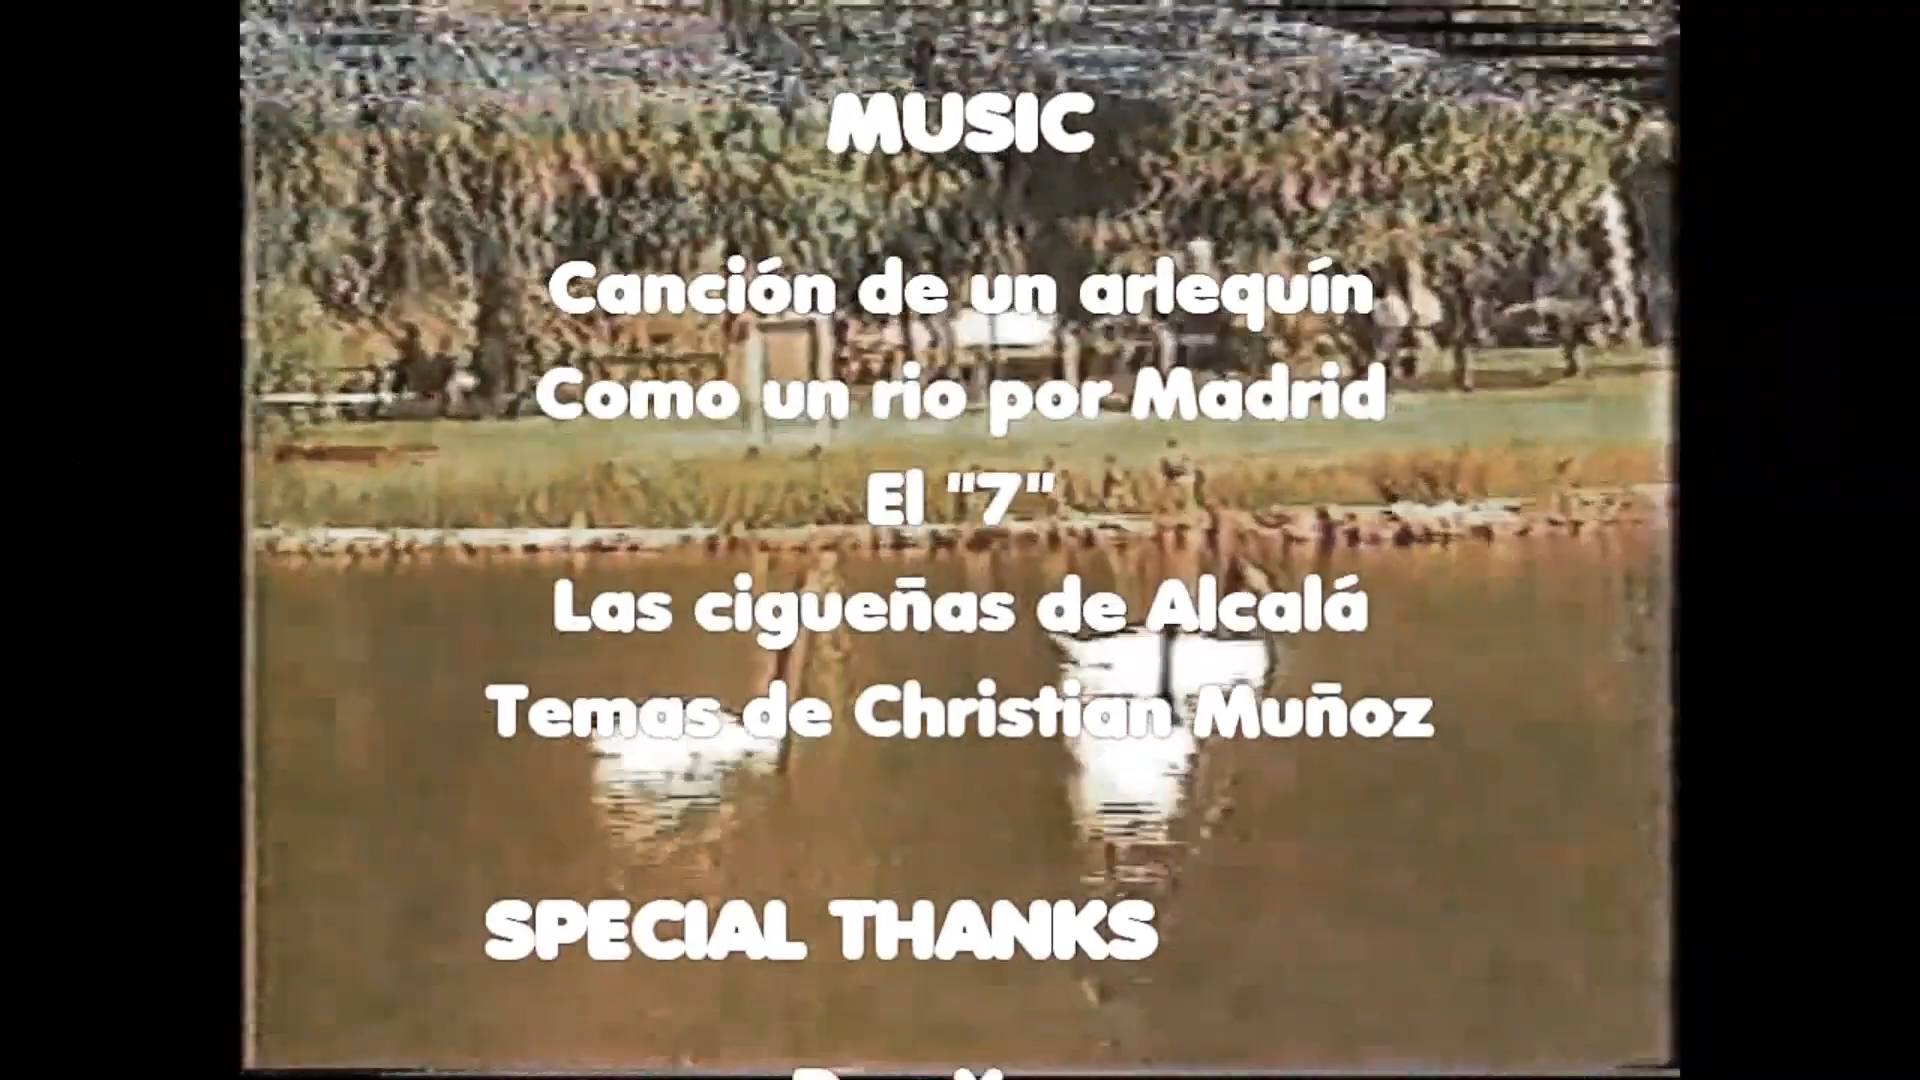 MUSIC
Canción de un arlequín
Como un rio por Madrid
El "7"
Las cigueñas de Alcalá
Temas de Christian Muñoz
SPECIAL THANKS